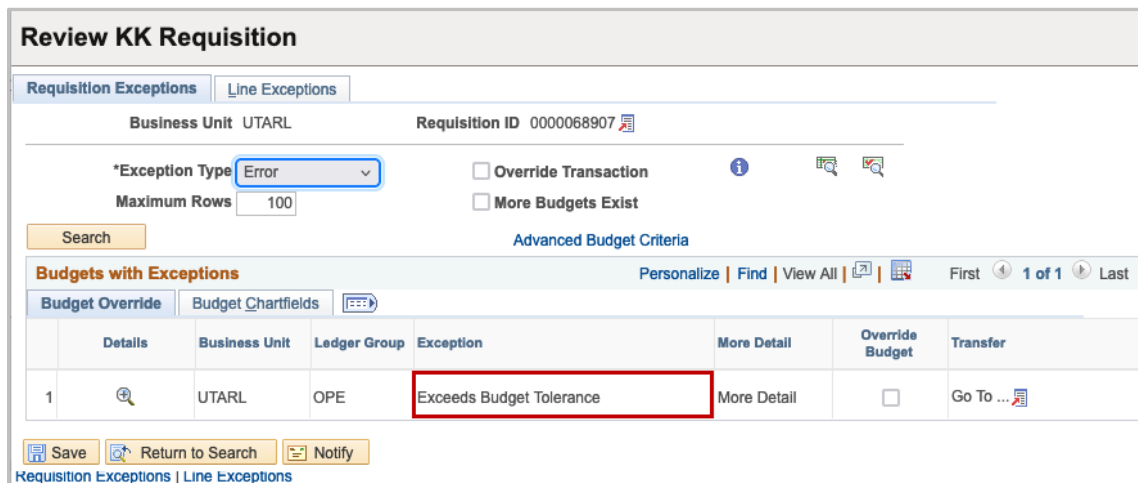 Review KK Requisition
Requisition Exceptions Line Exceptions
Business Unit UTARL Requisition ID 0000068907
*Exception Type Error Override Transaction
Maximum Rows 100 More Budgets Exist
Search Advanced Budget Criteria
Budgets with Exceptions Personalize | Find | View All | | First 1 of 1 Last
Budget Override Budget Chartfields
Details Business Unit Ledger Group Exception More Detail Override Budget Transfer
1 UTARL OPE Exceeds Budget Tolerance More Detail Go To ...
Save Return to Search Notify
Requisition Exceptions | Line Exceptions